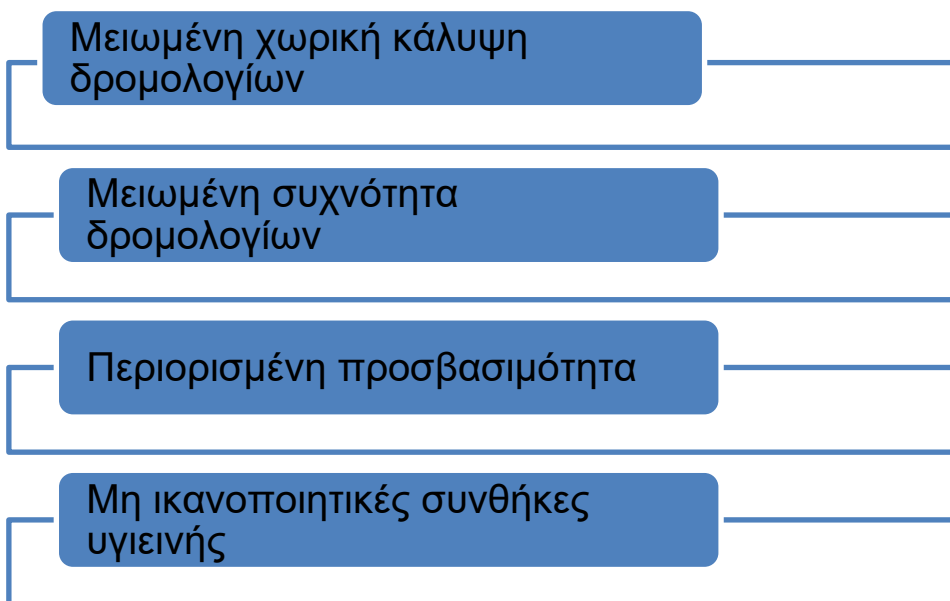 Μειωμένη χωρική κάλυψη
δρομολογίων
Μειωμένη συχνότητα
δρομολογίων
Περιορισμένη προσβασιμότητα
Μη ικανοποιητικές συνθήκες
υγιεινής